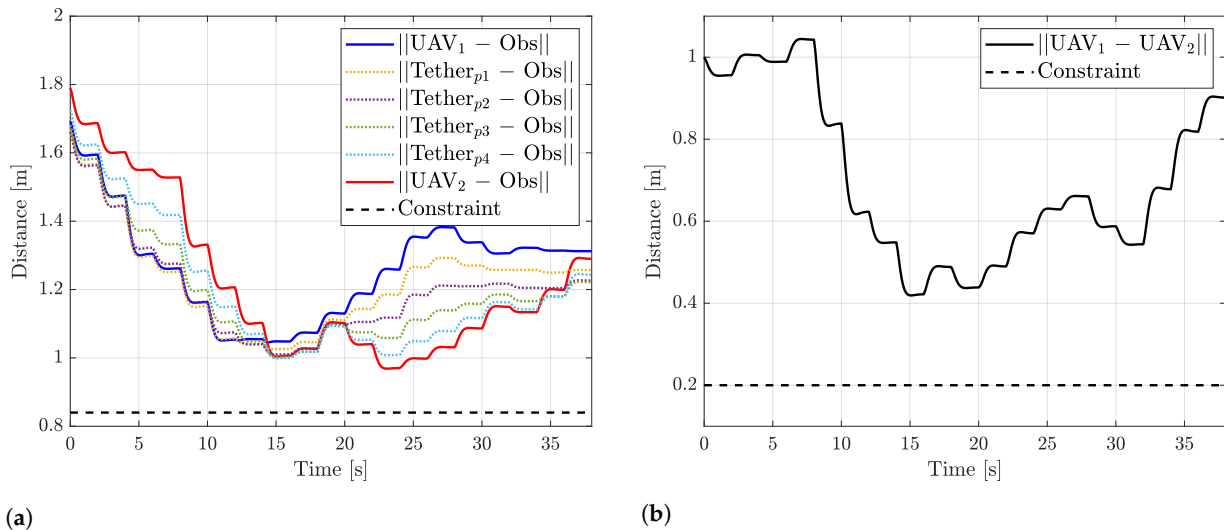 2
1.8
1.6
1.4
1.2
1
0.8
Distance [m]
0
5
10
15
20
25
30
35
Time [s]
||UAV₁ − Obs||
||Tetherₚ₁ − Obs||
||Tetherₚ₂ − Obs||
||Tetherₚ₃ − Obs||
||Tetherₚ₄ − Obs||
||UAV₂ − Obs||
Constraint
(a)
1
0.8
0.6
0.4
0.2
Distance [m]
0
5
10
15
20
25
30
35
Time [s]
||UAV₁ − UAV₂||
Constraint
(b)